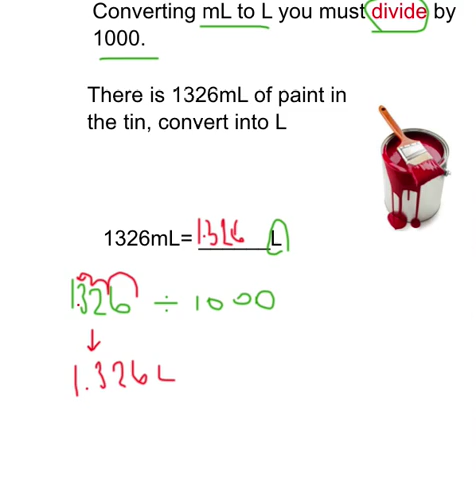 Converting mL to L you must divide by
1000.
There is 1326mL of paint in
the tin, convert into L
1326mL= 1.326 L
1326 ÷ 1000
1.326 L